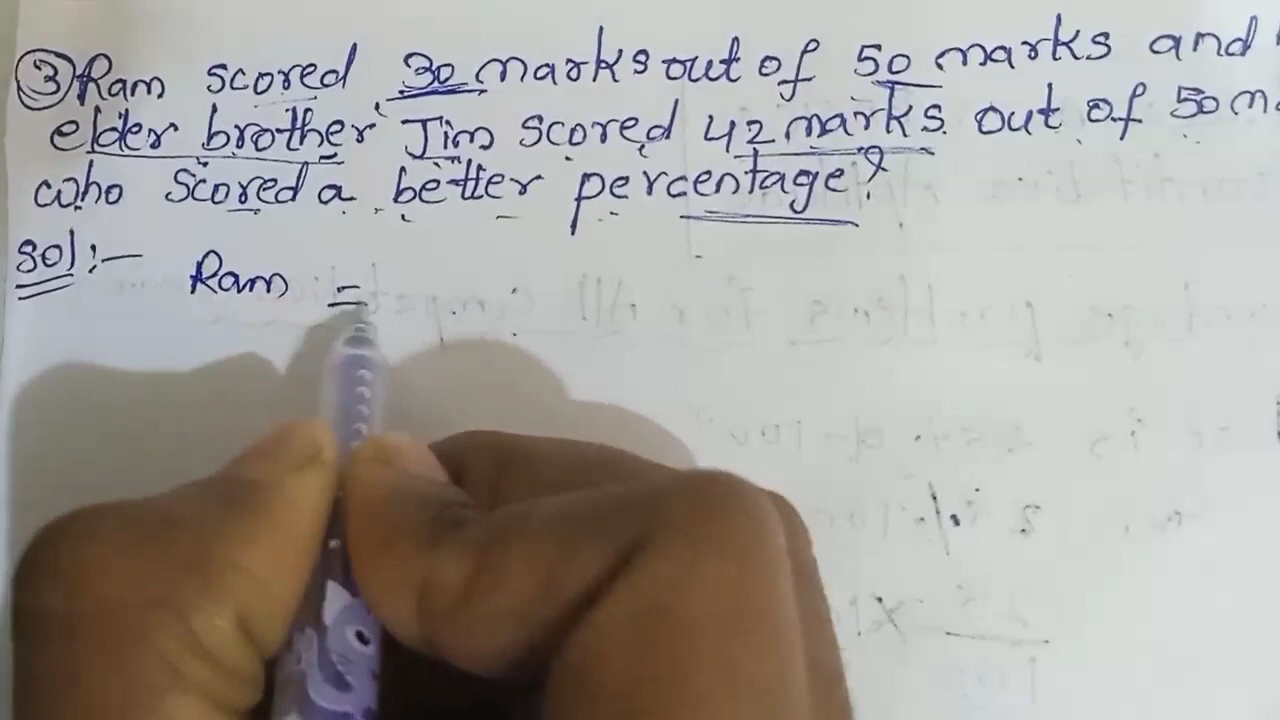 ③ Ram scored 30 marks out of 50 marks and
elder brother Jim scored 42 marks out of 50 m
who scored a better percentage?
Sol:-
Ram =